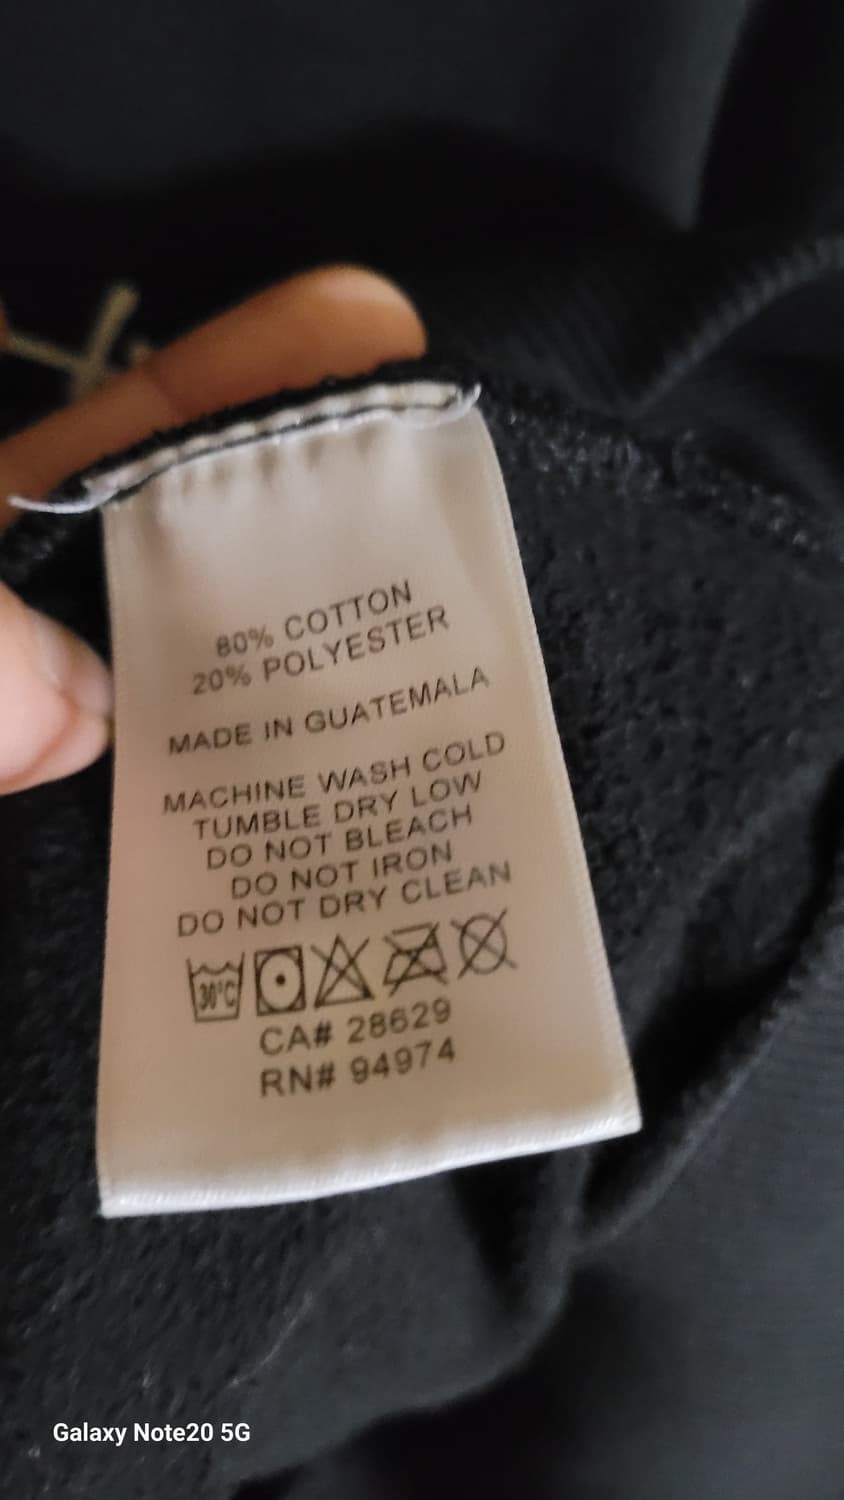 80% COTTON
20% POLYESTER
MADE IN GUATEMALA
MACHINE WASH COLD
TUMBLE DRY LOW
DO NOT BLEACH
DO NOT IRON
DO NOT DRY CLEAN
30°C
CA# 28629
RN# 94974
Galaxy Note20 5G